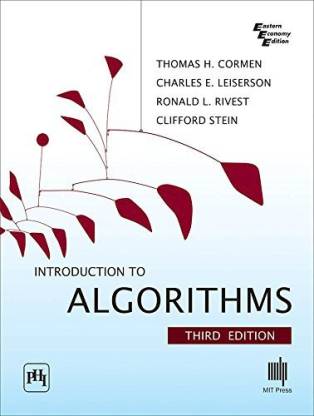 Eastern
Economy
Edition
THOMAS H. CORMEN
CHARLES E. LEISERSON
RONALD L. RIVEST
CLIFFORD STEIN
INTRODUCTION TO
ALGORITHMS
THIRD EDITION
PHI
MIT Press